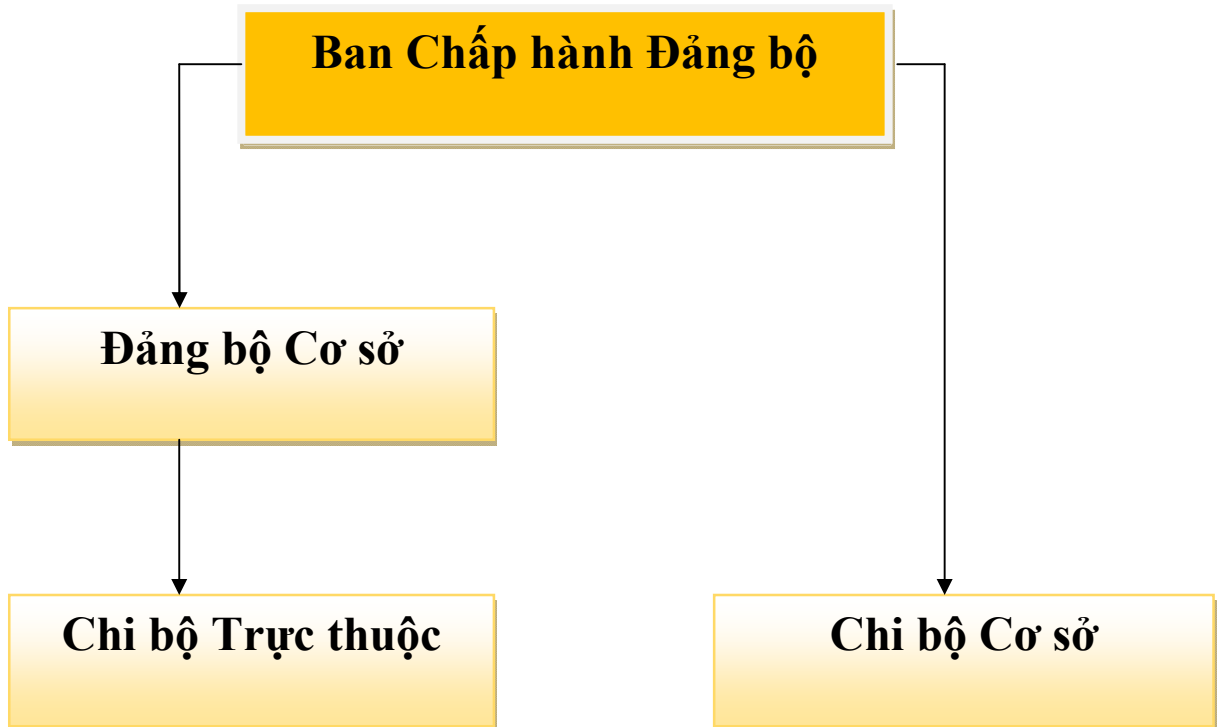 Ban Chấp hành Đảng bộ
Đảng bộ Cơ sở
Chi bộ Trực thuộc
Chi bộ Cơ sở